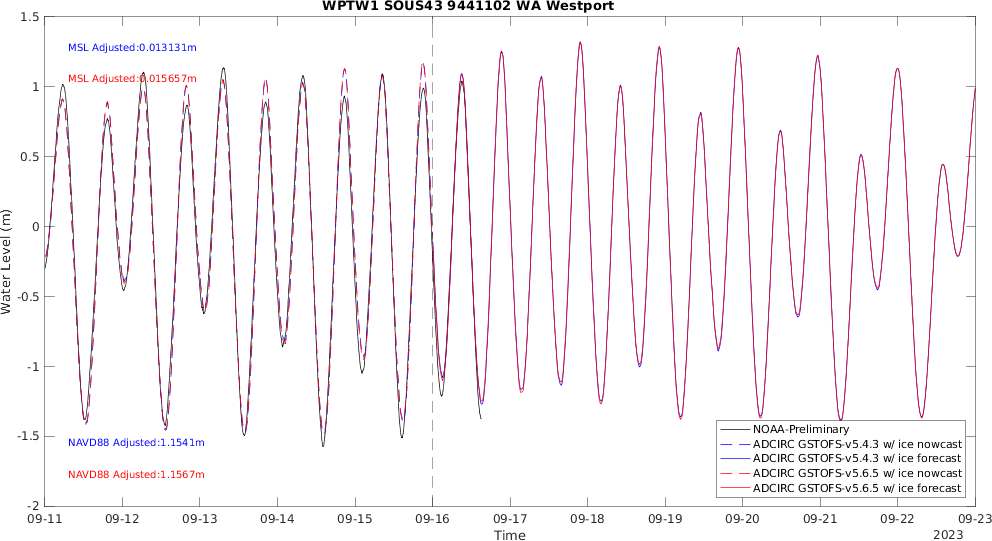 WPTW1 SOUS43 9441102 WA Westport
MSL Adjusted:0.013131m
MSL Adjusted:0.015657m
NAVD88 Adjusted:1.1541m
NAVD88 Adjusted:1.1567m
Water Level (m)
1.5
1
0.5
0
-0.5
-1
-1.5
-2
NOAA-Preliminary
ADCIRC GSTOFS-v5.4.3 w/ ice nowcast
ADCIRC GSTOFS-v5.4.3 w/ ice forecast
ADCIRC GSTOFS-v5.6.5 w/ ice nowcast
ADCIRC GSTOFS-v5.6.5 w/ ice forecast
09-11 09-12 09-13 09-14 09-15 09-16 09-17 09-18 09-19 09-20 09-21 09-22 09-23
Time
2023